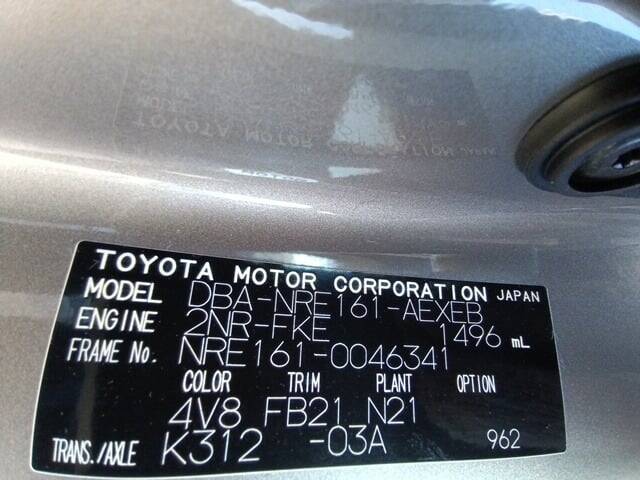 TOYOTA MOTOR CORPORATION JAPAN
MODEL DBA-NRE161-AEXEB
ENGINE 2NR-FKE 1496 mL
FRAME No. NRE161-0046341
COLOR TRIM PLANT OPTION
4V8 FB21 N21
TRANS./AXLE K312 -03A 962